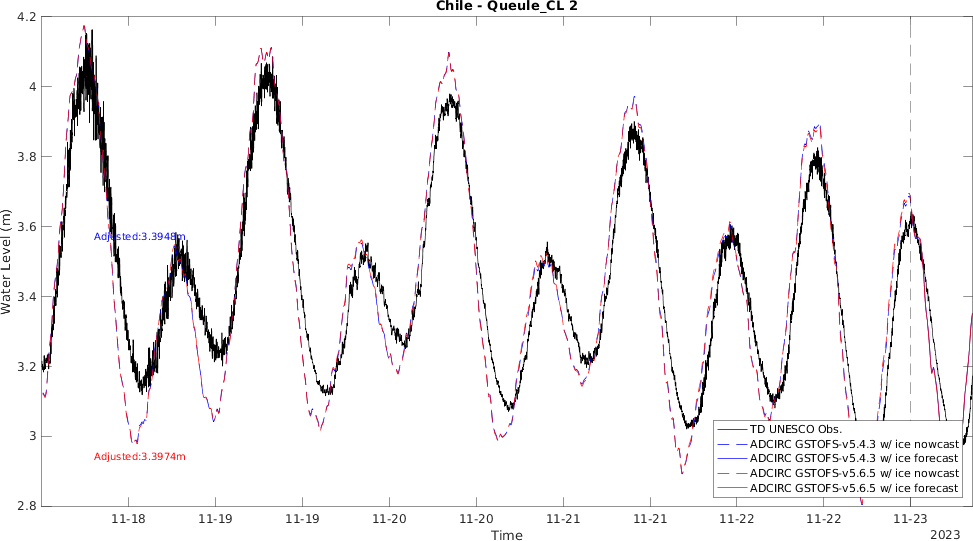 Chile - Queule_CL 2
4.2
4
3.8
3.6
3.4
3.2
3
2.8
Water Level (m)
Adjusted:3.3948m
Adjusted:3.3974m
TD UNESCO Obs.
ADCIRC GSTOFS-v5.4.3 w/ ice nowcast
ADCIRC GSTOFS-v5.4.3 w/ ice forecast
ADCIRC GSTOFS-v5.6.5 w/ ice nowcast
ADCIRC GSTOFS-v5.6.5 w/ ice forecast
11-18 11-19 11-19 11-20 11-20 11-21 11-21 11-22 11-22 11-23
Time
2023